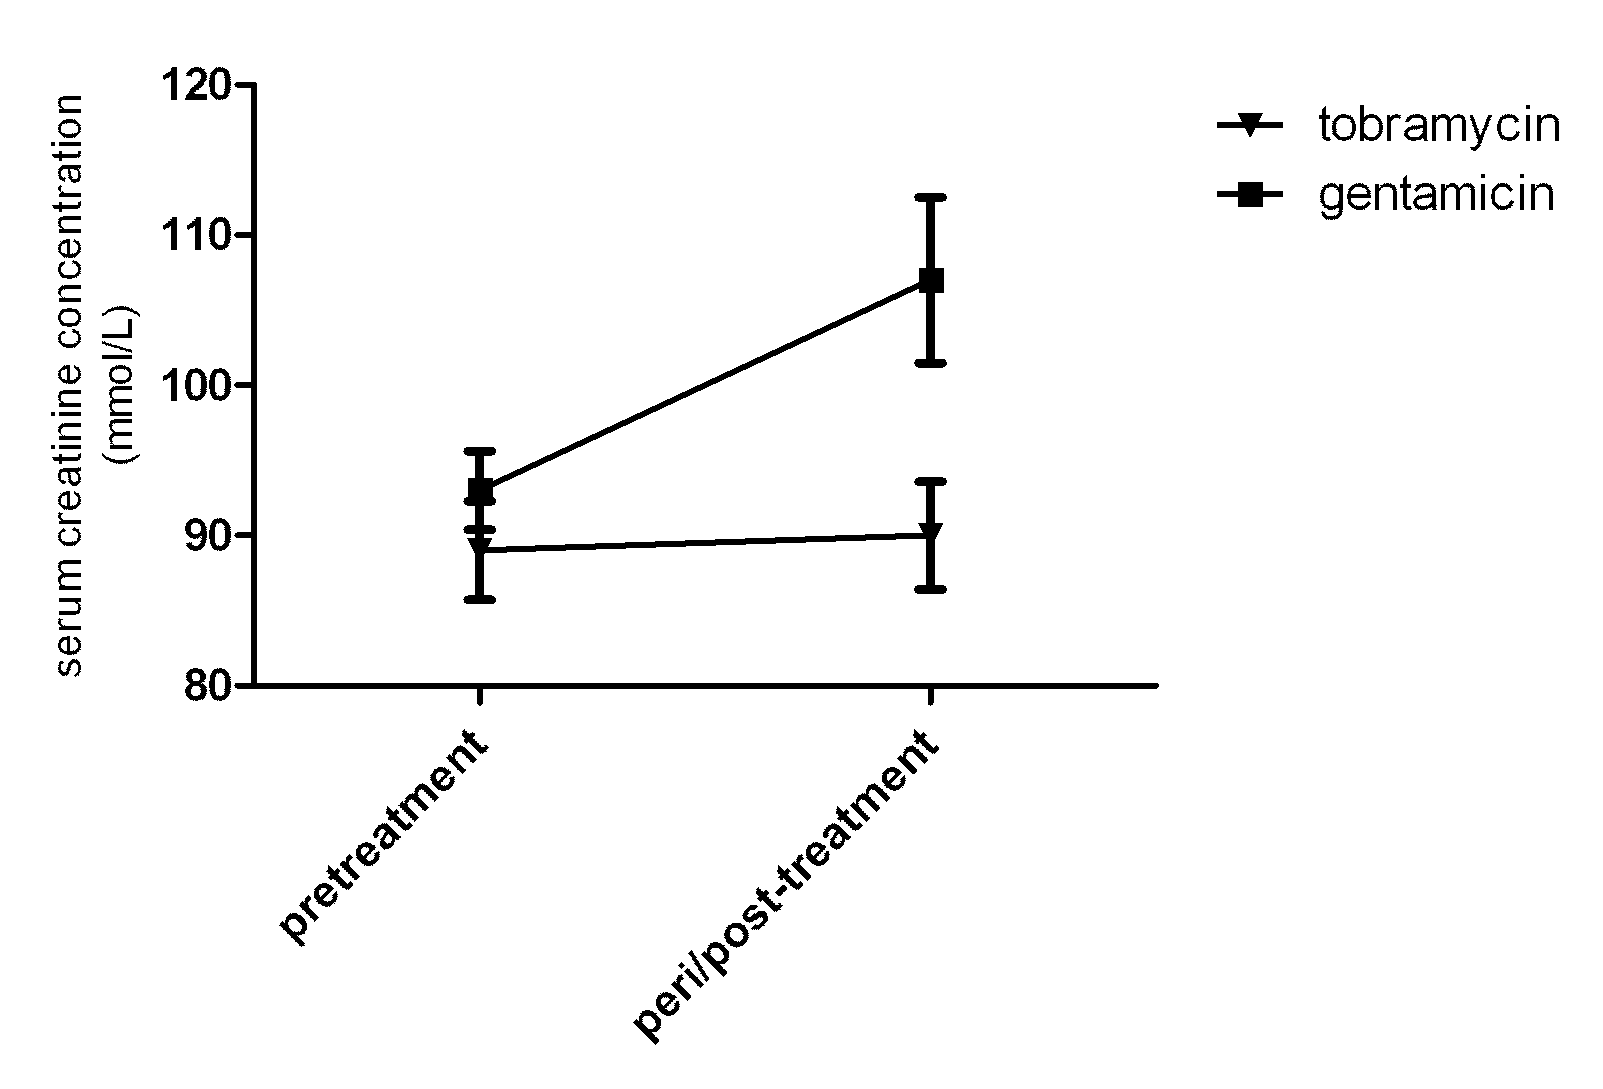 serum creatinine concentration
(mmol/L)
120
110
100
90
80
pretreatment
peri/post-treatment
tobramycin
gentamicin